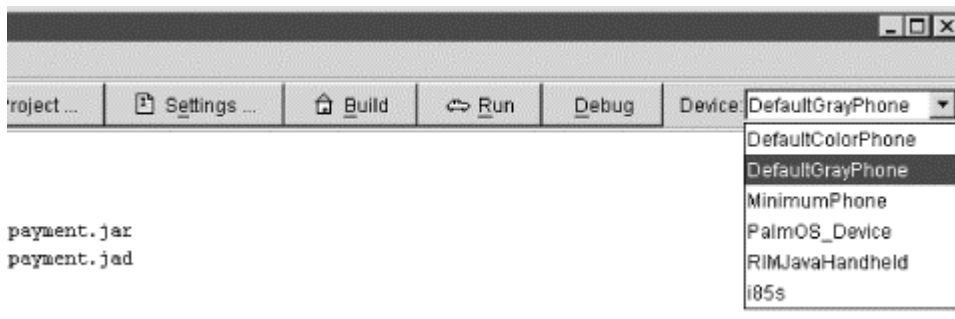 roject ... Settings ... Build Run Debug Device: DefaultGrayPhone
DefaultColorPhone
DefaultGrayPhone
MinimumPhone
PalmOS_Device
RIMJavaHandheld
i85s
payment.jar
payment.jad